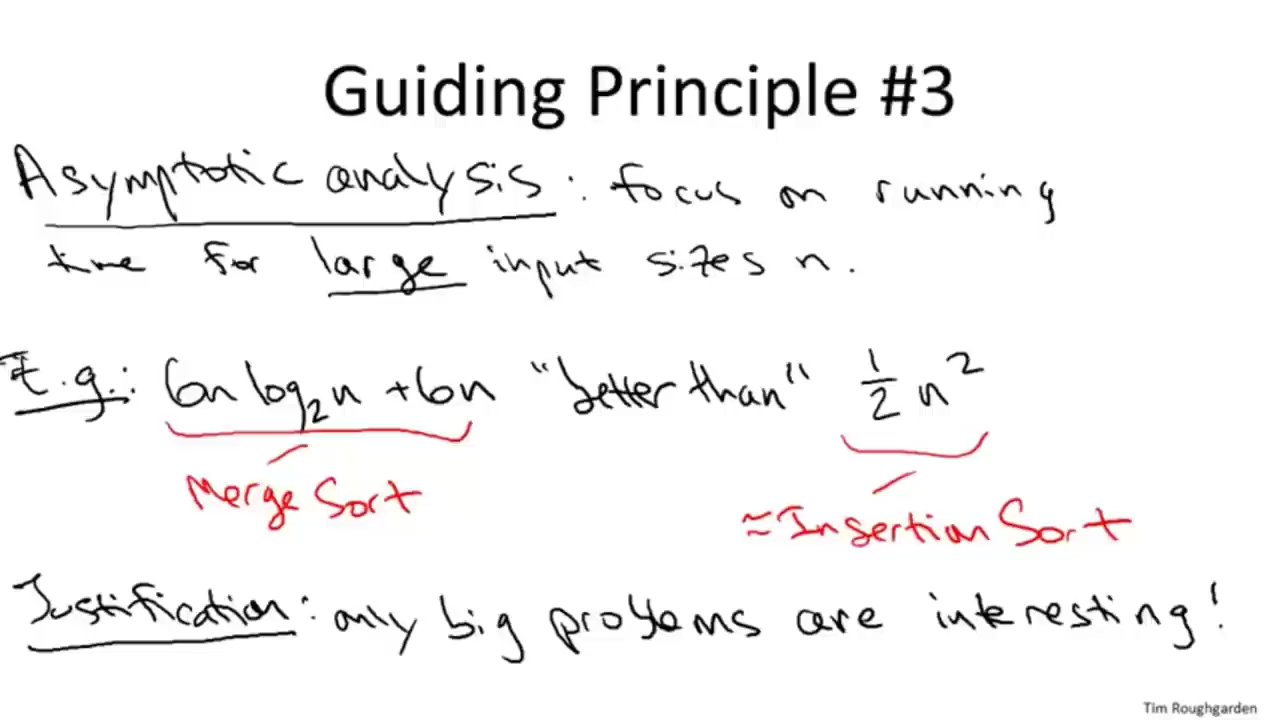 Guiding Principle #3
Asymptotic analysis : focus on running
time for large input sizes n.
E.g.: 6n log₂n + 6n "better than" 1/2 n²
Merge Sort
≈ Insertion Sort
Justification : only big problems are interesting!
Tim Roughgarden